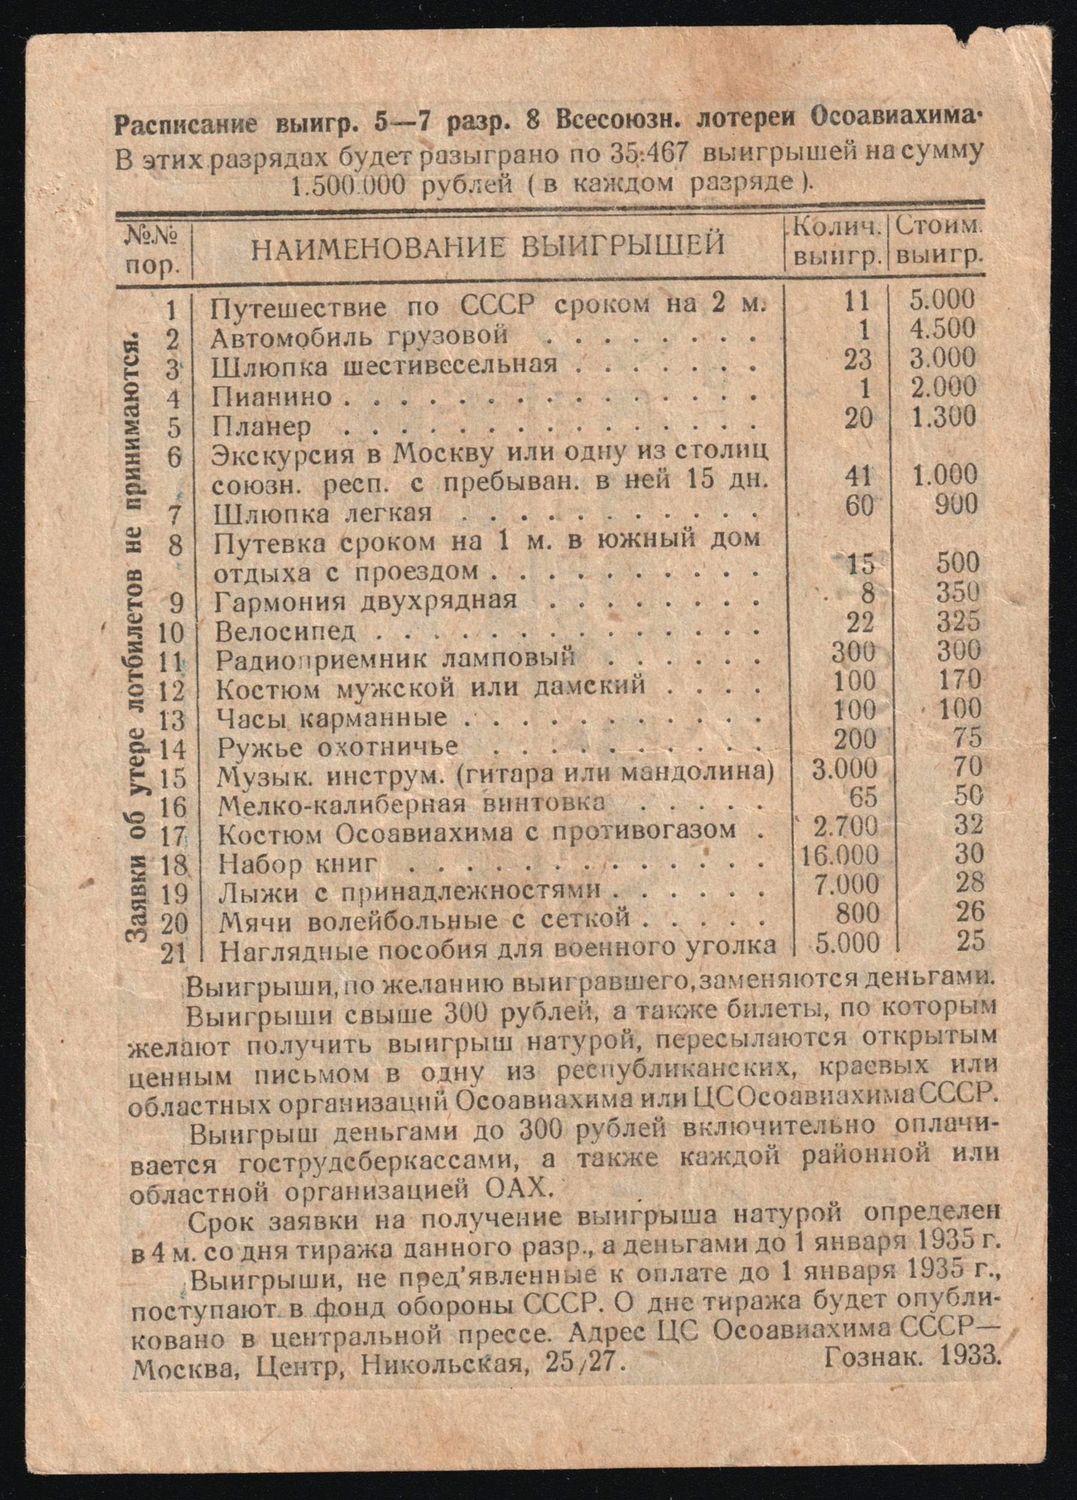 Расписание выигр. 5—7 разр. 8 Всесоюзн. лотереи Осоавиахима.
В этих разрядах будет разыграно по 35.467 выигрышей на сумму
1.500.000 рублей (в каждом разряде).
№№ пор. НАИМЕНОВАНИЕ ВЫИГРЫШЕЙ Колич. выигр. Стоим. выигр.
1 Путешествие по СССР сроком на 2 м. 11 5.000
2 Автомобиль грузовой . . . . . . . . 1 4.500
3 Шлюпка шестивесельная . . . . . . . 23 3.000
4 Пианино . . . . . . . . . . . . . . . 1 2.000
5 Планер . . . . . . . . . . . . . . . 20 1.300
6 Экскурсия в Москву или одну из столиц
союзн. респ. с пребыван. в ней 15 дн. 41 1.000
7 Шлюпка легкая . . . . . . . . . . . 60 900
8 Путевка сроком на 1 м. в южный дом
отдыха с проездом . . . . . . . . . . 15 500
9 Гармония двухрядная . . . . . . . . 8 350
10 Велосипед . . . . . . . . . . . . . . 22 325
11 Радиоприемник ламповый . . . . . . 300 300
12 Костюм мужской или дамский . . . . 100 170
13 Часы карманные . . . . . . . . . . . 100 100
14 Ружье охотничье . . . . . . . . . . 200 75
15 Музык. инструм. (гитара или мандолина) 3.000 70
16 Мелко-калиберная винтовка . . . . . 65 50
17 Костюм Осоавиахима с противогазом . 2.700 32
18 Набор книг . . . . . . . . . . . . . 16.000 30
19 Лыжи с принадлежностями . . . . . . 7.000 28
20 Мячи волейбольные с сеткой . . . . . 800 26
21 Наглядные пособия для военного уголка 5.000 25
Заявки об утере лотбилетов не принимаются.
Выигрыши, по желанию выигравшего, заменяются деньгами.
Выигрыши свыше 300 рублей, а также билеты, по которым
желают получить выигрыш натурой, пересылаются открытым
ценным письмом в одну из республиканских, краевых или
областных организаций Осоавиахима или ЦС Осоавиахима СССР.
Выигрыш деньгами до 300 рублей включительно оплачи-
вается гострудсберкассами, а также каждой районной или
областной организацией ОАХ.
Срок заявки на получение выигрыша натурой определен
в 4 м. со дня тиража данного разр., а деньгами до 1 января 1935 г.
Выигрыши, не пред'явленные к оплате до 1 января 1935 г.,
поступают в фонд обороны СССР. О дне тиража будет опубли-
ковано в центральной прессе. Адрес ЦС Осоавиахима СССР—
Москва, Центр, Никольская, 25/27. Гознак. 1933.